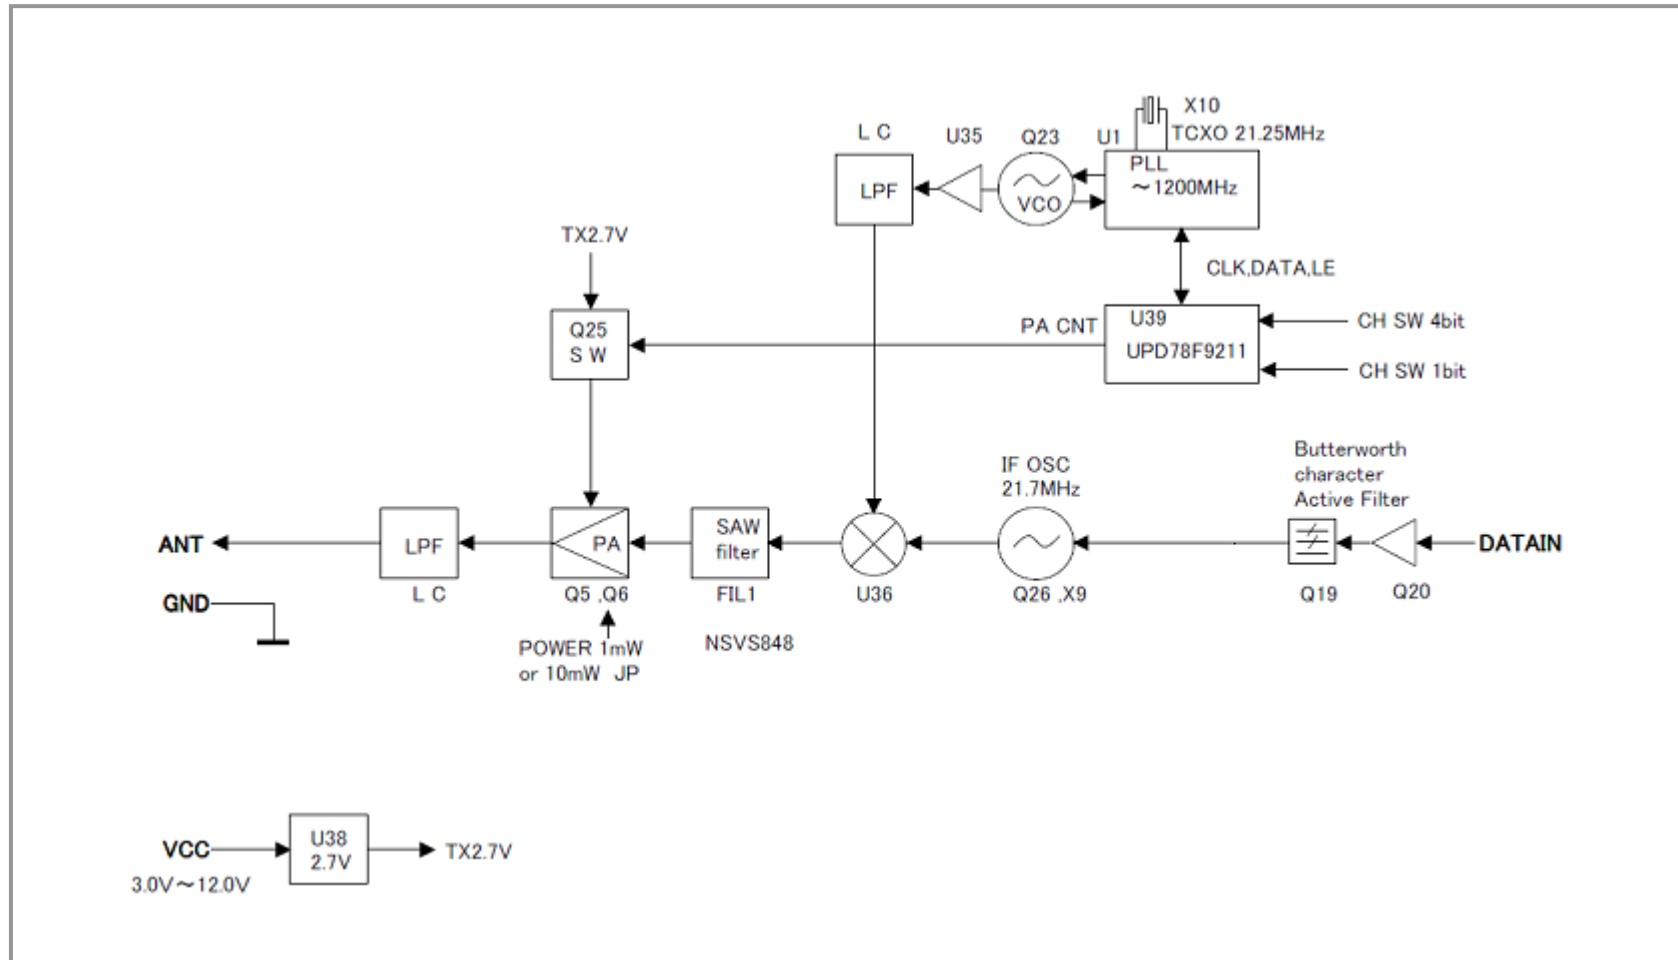 X10
TCXO 21.25MHz
L C
U35
Q23
U1
PLL
～1200MHz
LPF
VCO
TX2.7V
CLK,DATA,LE
Q25
S W
PA CNT
U39
UPD78F9211
CH SW 4bit
CH SW 1bit
Butterworth
character
Active Filter
IF OSC
21.7MHz
ANT
LPF
PA
SAW
filter
DATAIN
L C
Q5 ,Q6
FIL1
U36
Q26 ,X9
Q19
Q20
GND
POWER 1mW
or 10mW JP
NSVS848
VCC
3.0V～12.0V
U38
2.7V
TX2.7V